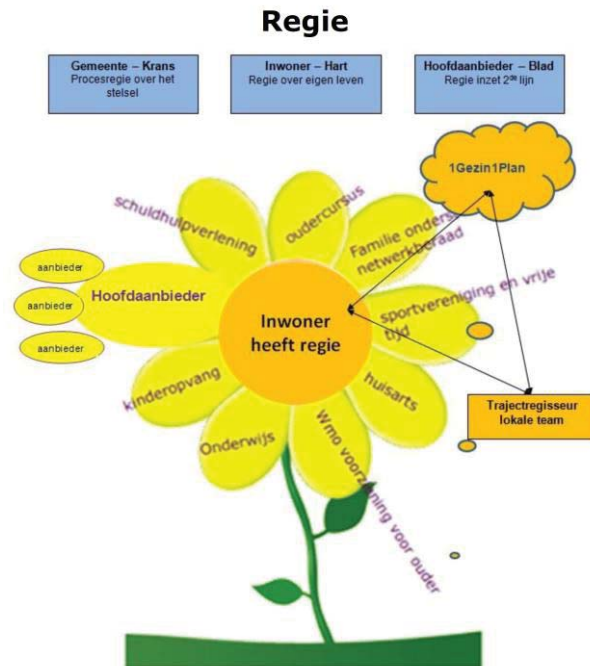 Regie
Gemeente – Krans
Procesregie over het
stelsel
Inwoner – Hart
Regie over eigen leven
Hoofdaanbieder – Blad
Regie inzet 2de lijn
1Gezin1Plan
schuldhulpverlening
oudercursus
Familie onders
netwerkberaad
aanbieder
aanbieder
aanbieder
Hoofdaanbieder
Inwoner
heeft regie
sportvereniging en vrije
tijd
kinderopvang
huisarts
Onderwijs
Wmo voorziening voor ouder
Trajectregisseur
lokale team